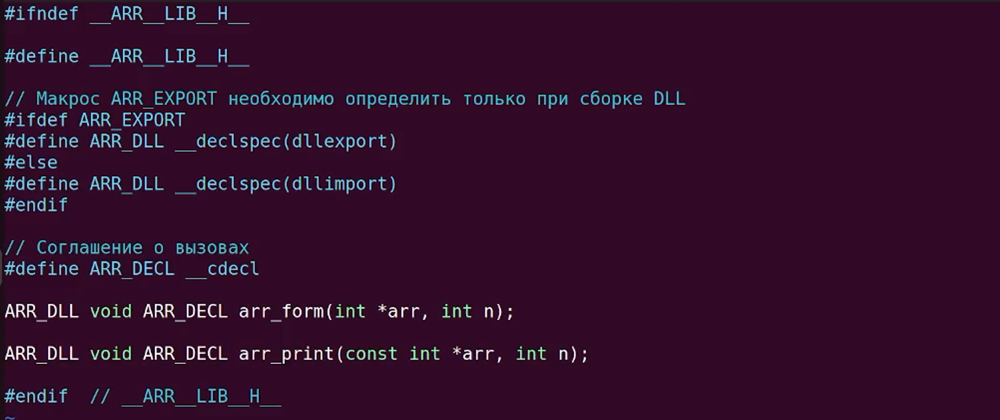 #ifndef __ARR__LIB__H__
#define __ARR__LIB__H__
// Макрос ARR_EXPORT необходимо определить только при сборке DLL
#ifdef ARR_EXPORT
#define ARR_DLL __declspec(dllexport)
#else
#define ARR_DLL __declspec(dllimport)
#endif
// Соглашение о вызовах
#define ARR_DECL __cdecl
ARR_DLL void ARR_DECL arr_form(int *arr, int n);
ARR_DLL void ARR_DECL arr_print(const int *arr, int n);
#endif  // __ARR__LIB__H__
~